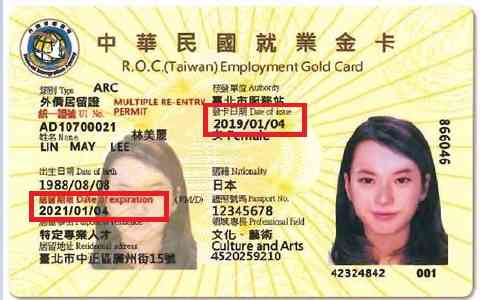 中華民國就業金卡
R.O.C.(Taiwan) Employment Gold Card
類別 Type ARC
外僑居留證 MULTIPLE RE-ENTRY PERMIT
統一證號 UI No.
AD10700021
姓名 Name 林美麗
LIN MAY LEE
核發單位 Authority
臺北市服務站
發卡日期 Date of issue
2019/01/04
女 Female
出生日期 Date of birth
1988/08/08
國籍 Nationality
日本
居留期限 Date of expiration (Y/M/D)
2021/01/04
護照號碼 Passport No.
12345678
特定專業人才
領域專長 Professional Field
文化、藝術
Culture and Arts
居留地址 Residential address
4520259210
臺北市中正區廣州街15號
866046
42324842 001